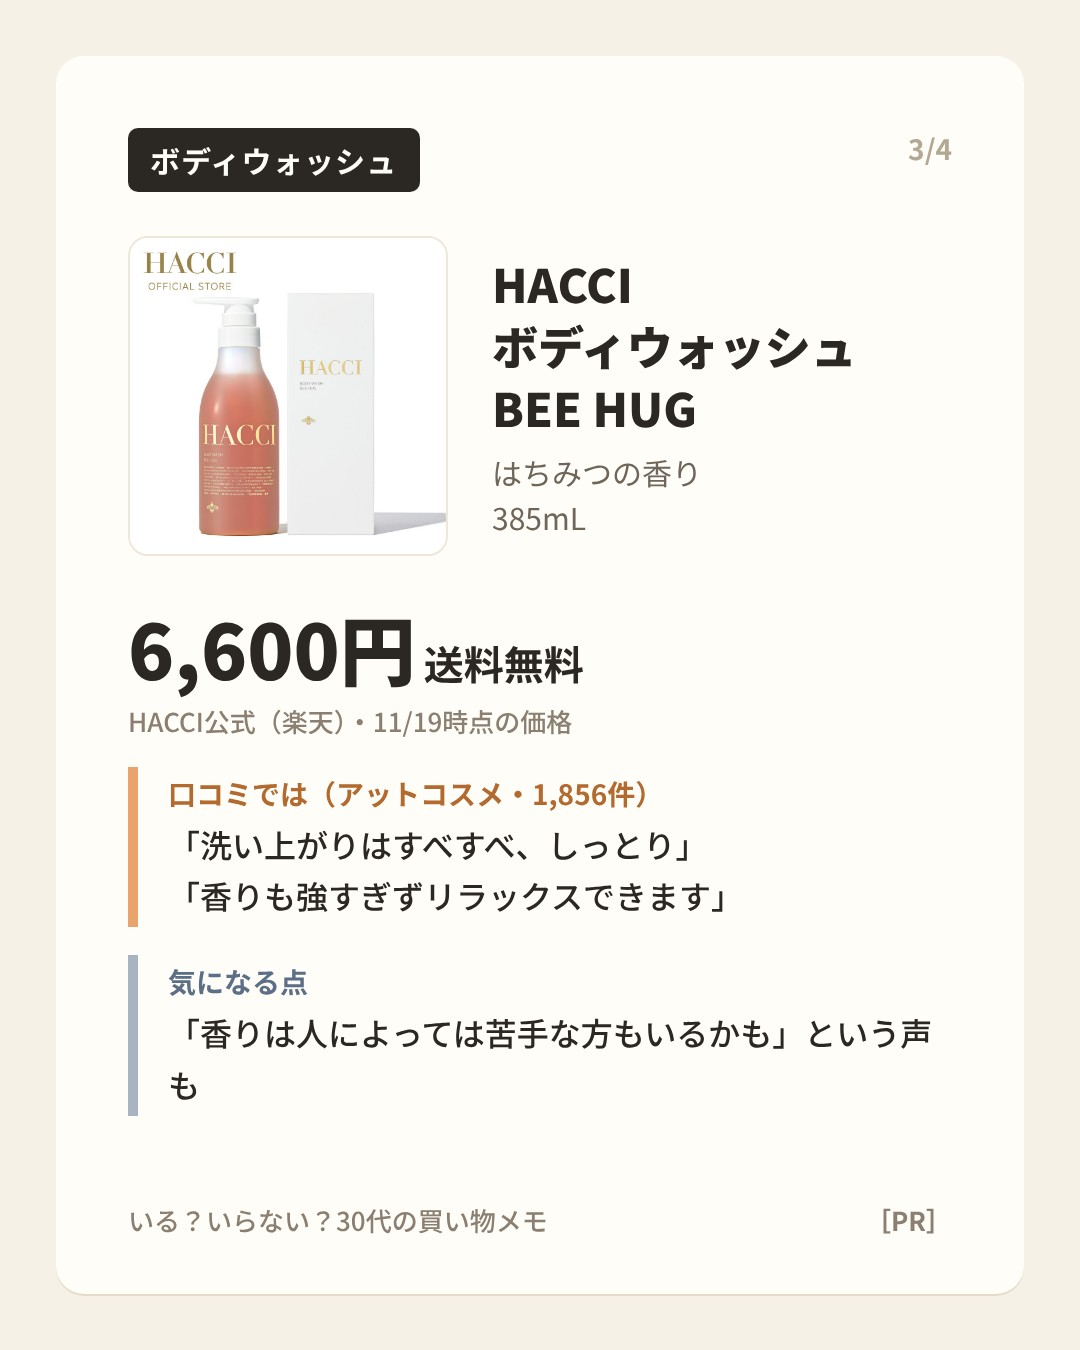 ボディウォッシュ
3/4
HACCI
OFFICIAL STORE
HACCI
HACCI
HACCI
ボディウォッシュ
BEE HUG
はちみつの香り
385mL
6,600円 送料無料
HACCI公式（楽天）・11/19時点の価格
口コミでは（アットコスメ・1,856件）
「洗い上がりはすべすべ、しっとり」
「香りも強すぎずリラックスできます」
気になる点
「香りは人によっては苦手な方もいるかも」という声
も
いる？いらない？30代の買い物メモ
[PR]